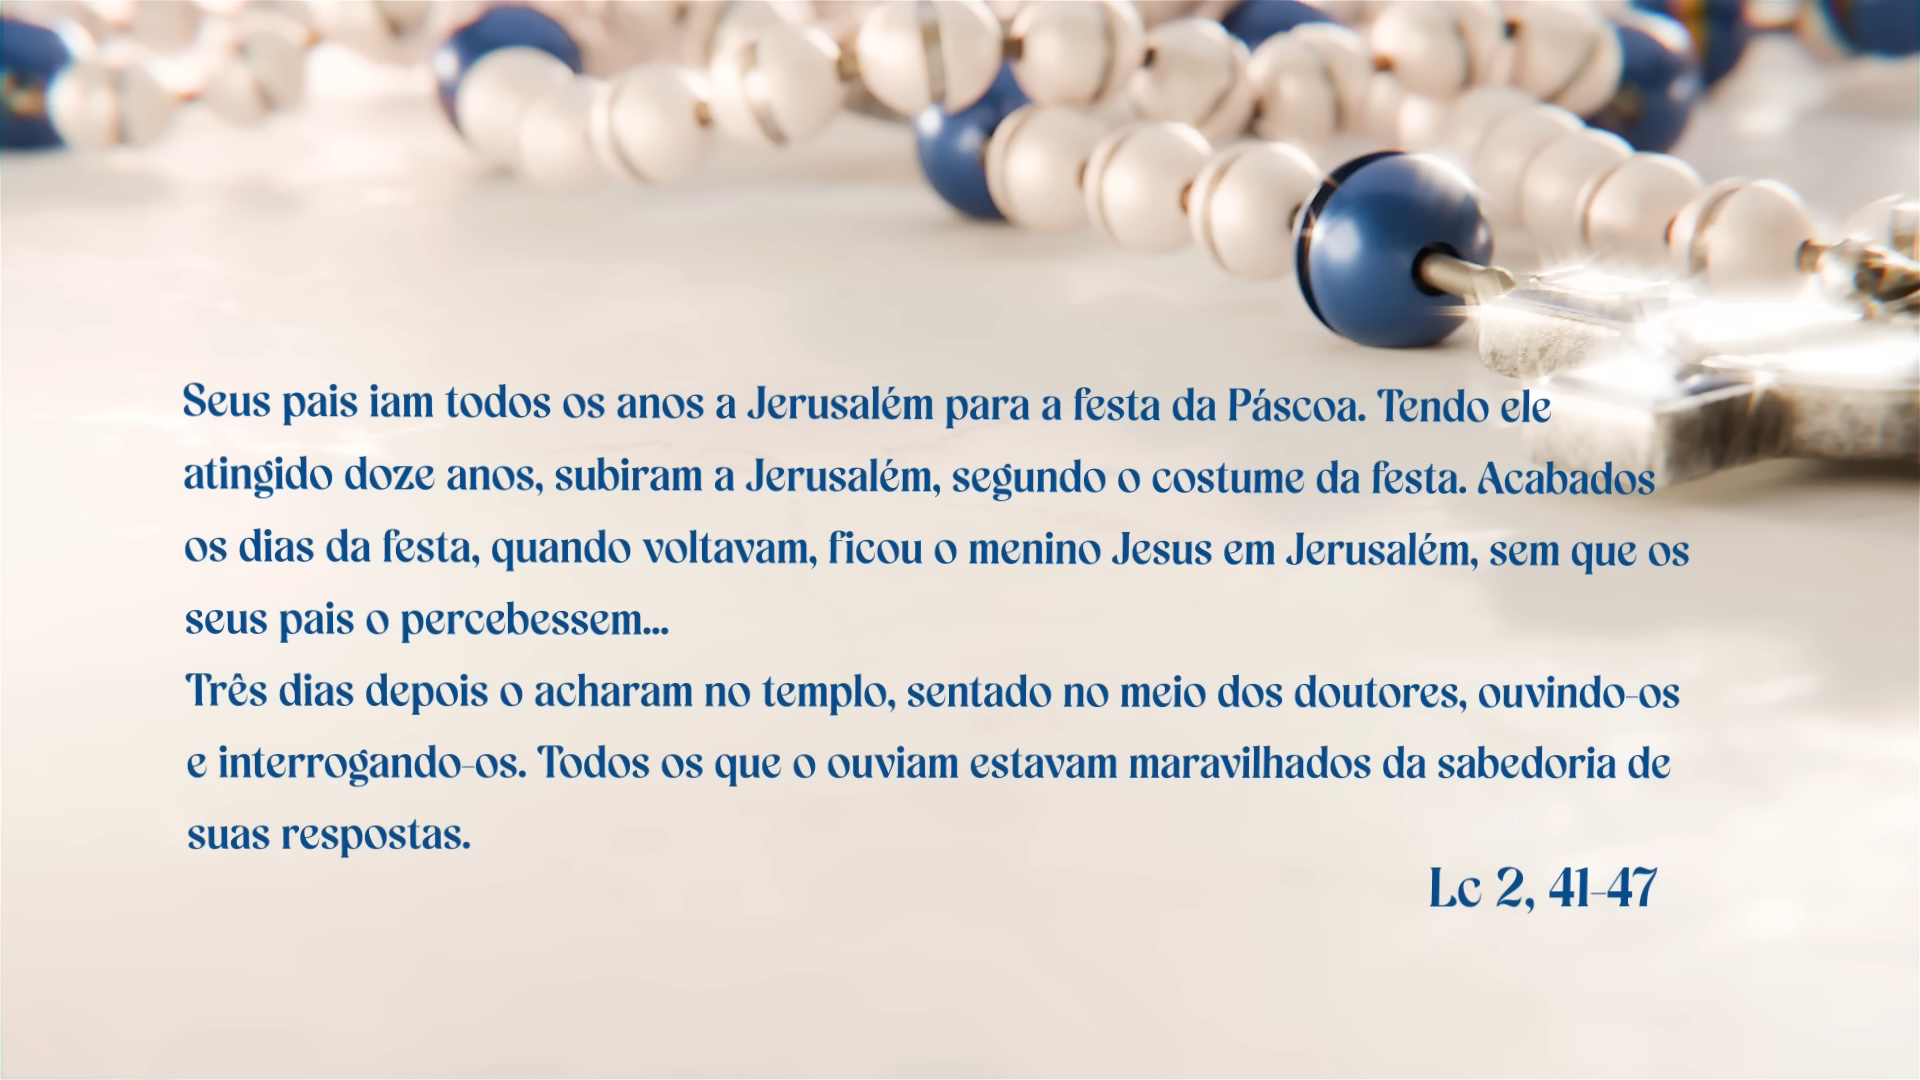 Seus pais iam todos os anos a Jerusalém para a festa da Páscoa. Tendo ele
atingido doze anos, subiram a Jerusalém, segundo o costume da festa. Acabados
os dias da festa, quando voltavam, ficou o menino Jesus em Jerusalém, sem que os
seus pais o percebessem...
Três dias depois o acharam no templo, sentado no meio dos doutores, ouvindo-os
e interrogando-os. Todos os que o ouviam estavam maravilhados da sabedoria de
suas respostas.
Lc 2, 41-47